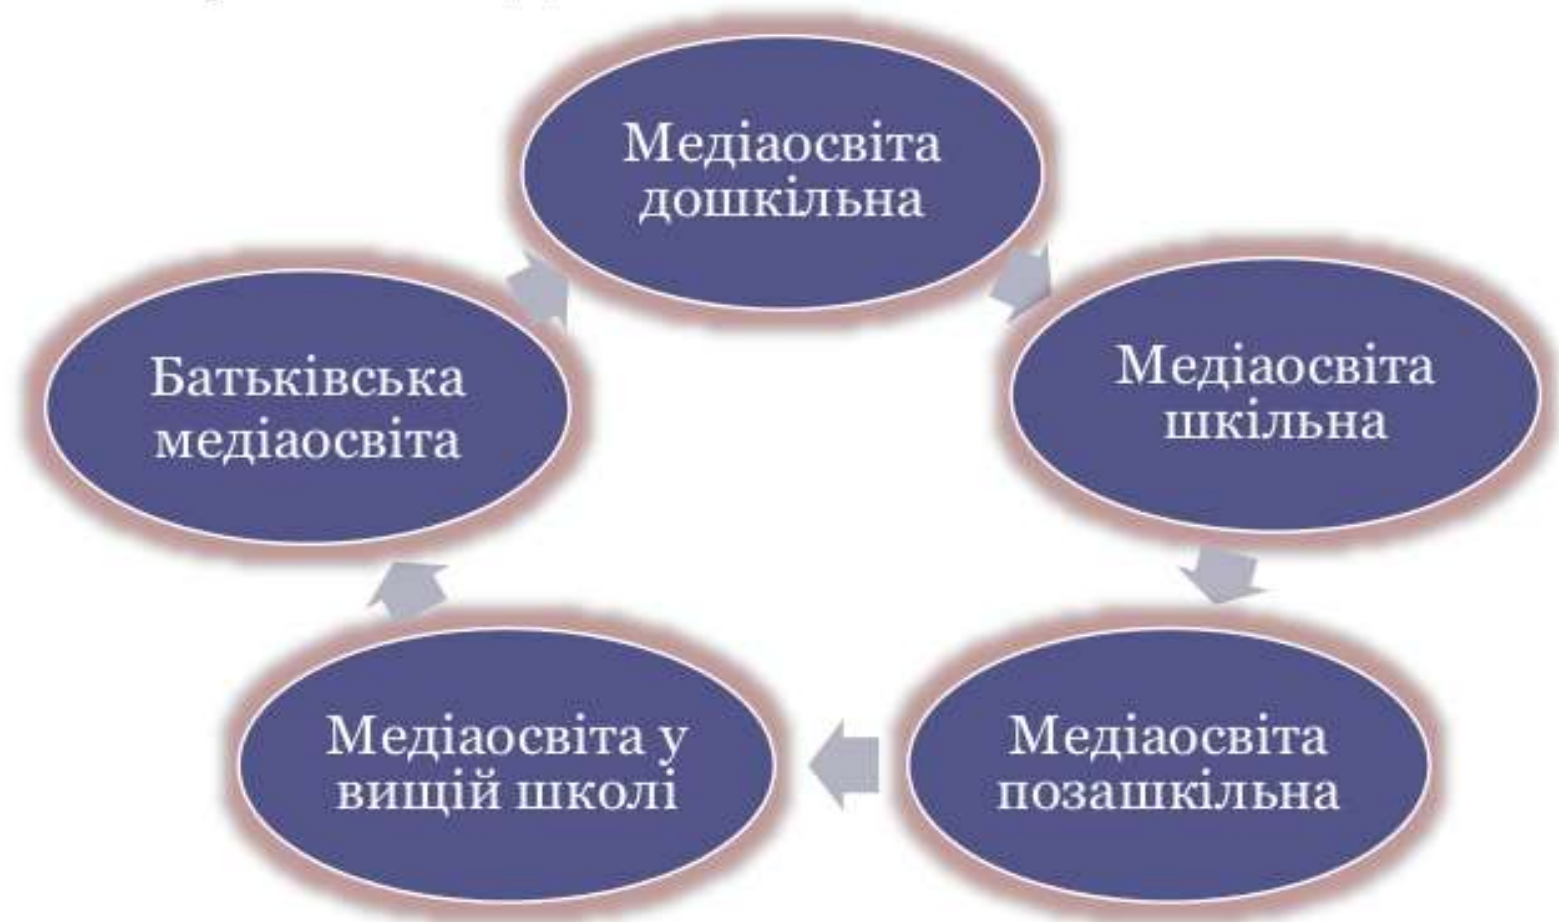 Медіаосвіта
дошкільна
Медіаосвіта
шкільна
Медіаосвіта
позашкільна
Медіаосвіта у
вищій школі
Батьківська
медіаосвіта